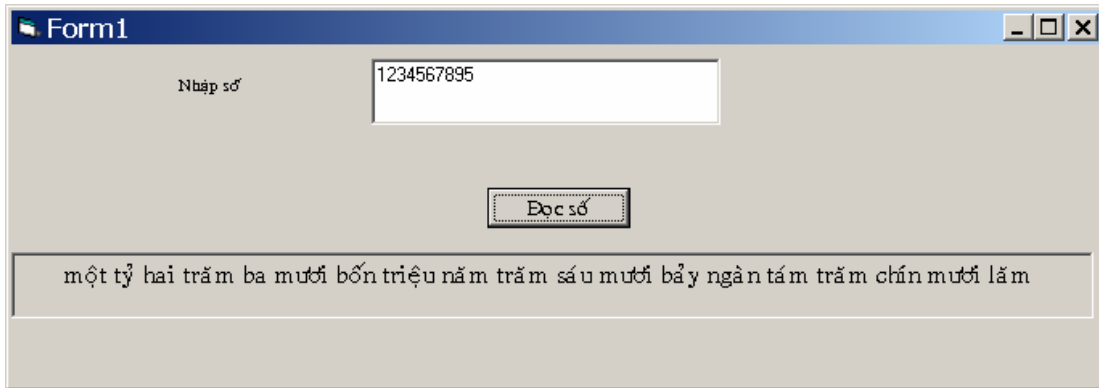 Form1
Nhập số
1234567895
Đọc số
một tỷ hai trăm ba mươi bốn triệu năm trăm sáu mươi bảy ngàn tám trăm chín mươi lăm